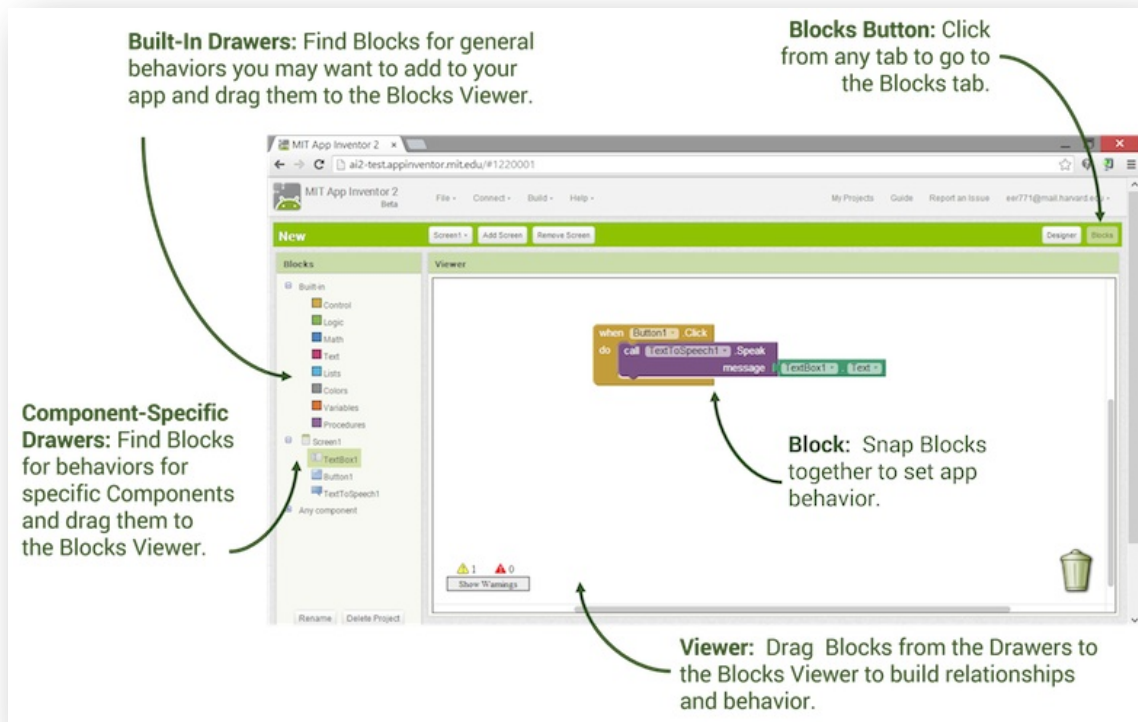 Built-In Drawers: Find Blocks for general
behaviors you may want to add to your
app and drag them to the Blocks Viewer.
Blocks Button: Click
from any tab to go to
the Blocks tab.
MIT App Inventor 2
ai2-test.appinventor.mit.edu/#1220001
MIT App Inventor 2
Beta
File Connect Build Help
My Projects Guide Report an Issue eer771@mail.harvard.edu
New
Screen1 Add Screen Remove Screen
Designer Blocks
Blocks
Viewer
Built-in
Control
Logic
Math
Text
Lists
Colors
Variables
Procedures
Screen1
TextBox1
Button1
TextToSpeech1
Any component
when Button1 .Click
do call TextToSpeech1 .Speak
message TextBox1 . Text
Component-Specific
Drawers: Find Blocks
for behaviors for
specific Components
and drag them to
the Blocks Viewer.
Block: Snap Blocks
together to set app
behavior.
1 0
Show Warnings
Rename Delete Project
Viewer: Drag Blocks from the Drawers to
the Blocks Viewer to build relationships
and behavior.